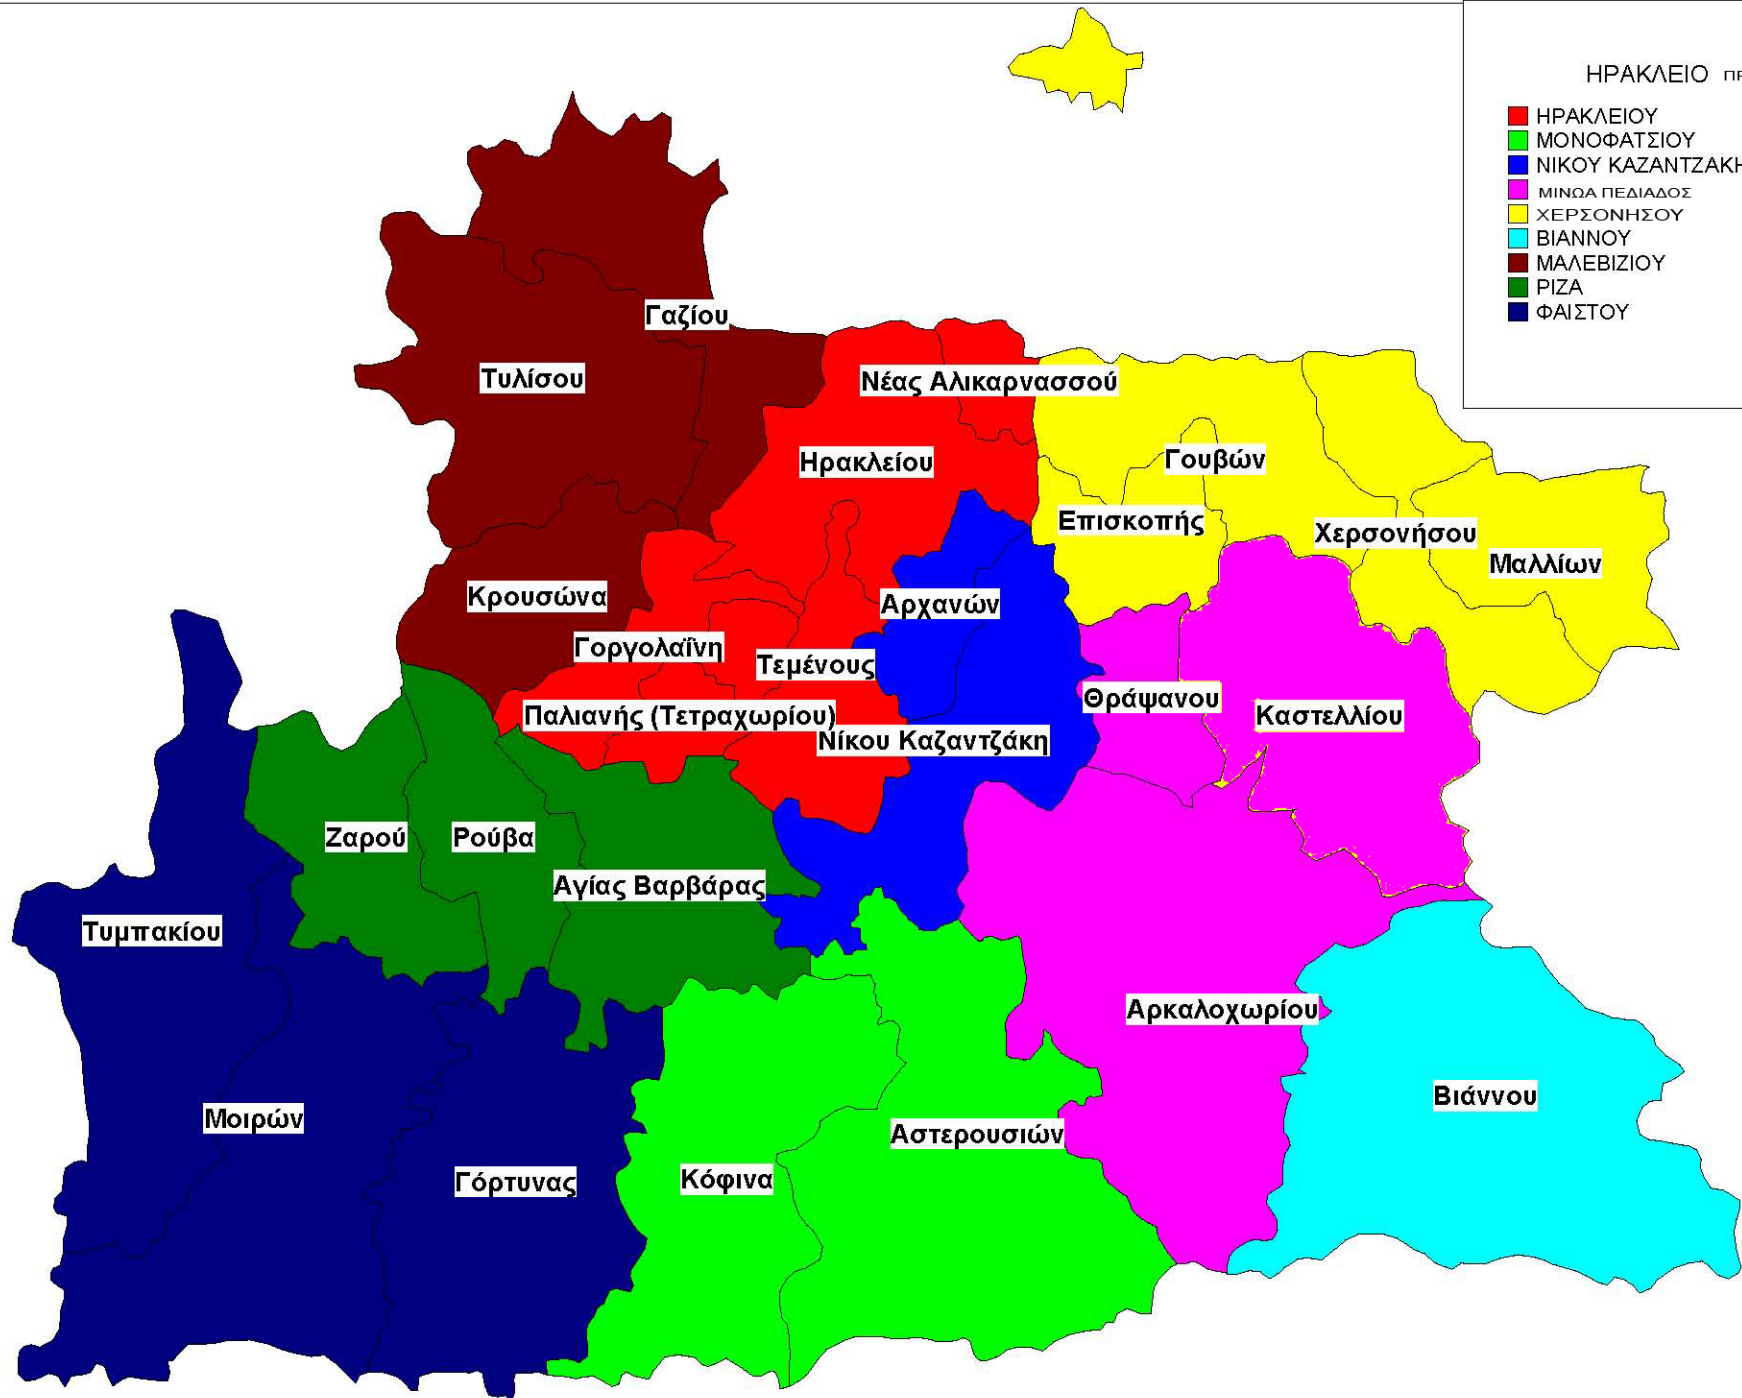 ΗΡΑΚΛΕΙΟ
ΗΡΑΚΛΕΙΟΥ
ΜΟΝΟΦΑΤΣΙΟΥ
ΝΙΚΟΥ ΚΑΖΑΝΤΖΑΚΗ
ΜΙΝΩΑ ΠΕΔΙΑΔΟΣ
ΧΕΡΣΟΝΗΣΟΥ
ΒΙΑΝΝΟΥ
ΜΑΛΕΒΙΖΙΟΥ
ΡΙΖΑ
ΦΑΙΣΤΟΥ
Γαζίου
Τυλίσου
Νέας Αλικαρνασσού
Ηρακλείου
Γουβών
Επισκοπής
Χερσονήσου
Μαλλίων
Κρουσώνα
Αρχανών
Γοργολαΐνη
Τεμένους
Θράψανου
Παλιανής (Τετραχωρίου)
Καστελλίου
Νίκου Καζαντζάκη
Ζαρού
Ρούβα
Αγίας Βαρβάρας
Τυμπακίου
Αρκαλοχωρίου
Βιάννου
Μοιρών
Αστερουσιών
Γόρτυνας
Κόφινα